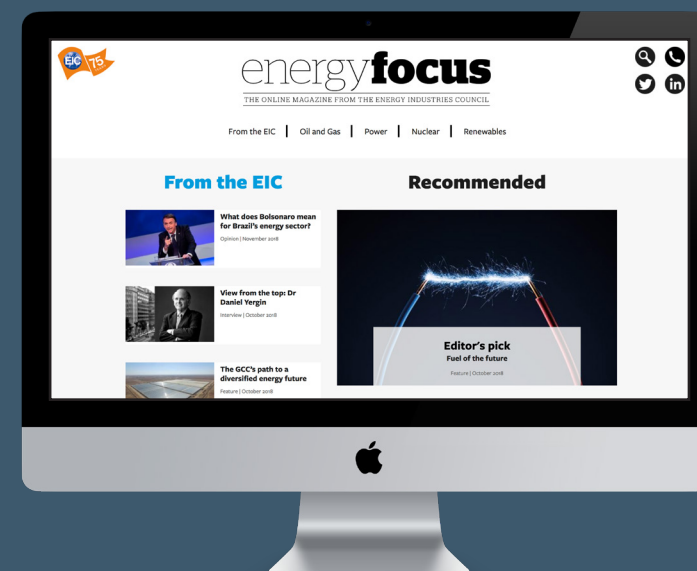 EIC 75
energyfocus
THE ONLINE MAGAZINE FROM THE ENERGY INDUSTRIES COUNCIL
From the EIC | Oil and Gas | Power | Nuclear | Renewables
From the EIC
What does Bolsonaro mean
for Brazil's energy sector?
Opinion | November 2018
View from the top: Dr
Daniel Yergin
Interview | October 2018
The GCC's path to a
diversified energy future
Feature | October 2018
Recommended
Editor's pick
Fuel of the future
Feature | October 2018
in